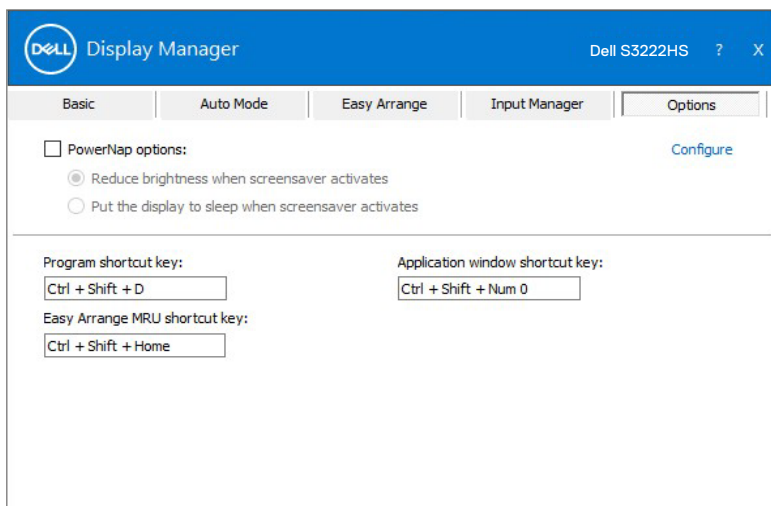 DELL Display Manager Dell S3222HS ? X
Basic Auto Mode Easy Arrange Input Manager Options
PowerNap options: Configure
Reduce brightness when screensaver activates
Put the display to sleep when screensaver activates
Program shortcut key: Application window shortcut key:
Ctrl + Shift + D Ctrl + Shift + Num 0
Easy Arrange MRU shortcut key:
Ctrl + Shift + Home